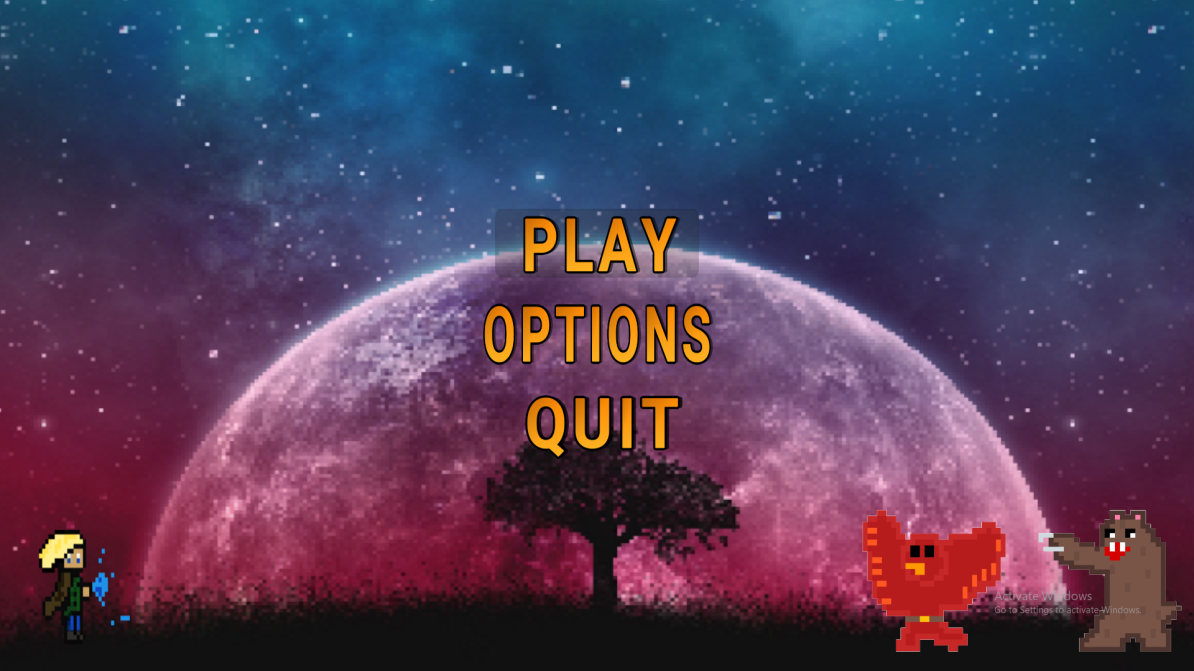 PLAY
OPTIONS
QUIT
Activate Windows
Go to Settings to activate Windows.